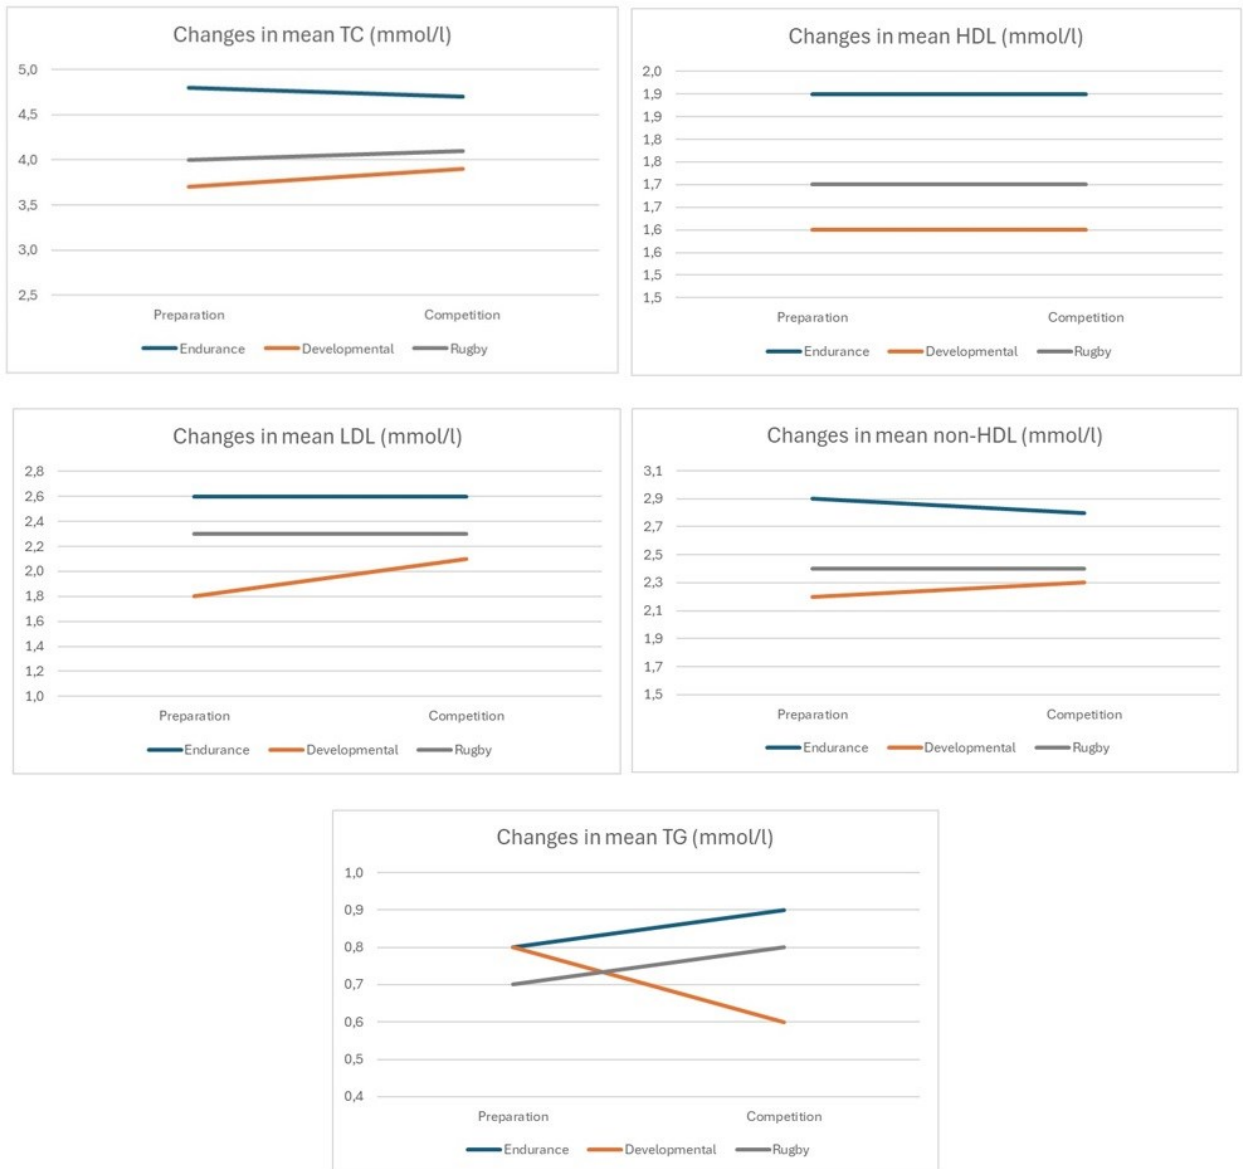 Changes in mean TC (mmol/l)
5,0
4,5
4,0
3,5
3,0
2,5
Preparation Competition
Endurance Developmental Rugby
Changes in mean HDL (mmol/l)
2,0
1,9
1,9
1,8
1,8
1,7
1,7
1,6
1,6
1,5
1,5
Preparation Competition
Endurance Developmental Rugby
Changes in mean LDL (mmol/l)
2,8
2,6
2,4
2,2
2,0
1,8
1,6
1,4
1,2
1,0
Preparation Competition
Endurance Developmental Rugby
Changes in mean non-HDL (mmol/l)
3,1
2,9
2,7
2,5
2,3
2,1
1,9
1,7
1,5
Preparation Competition
Endurance Developmental Rugby
Changes in mean TG (mmol/l)
1,0
0,9
0,8
0,7
0,6
0,5
0,4
Preparation Competition
Endurance Developmental Rugby